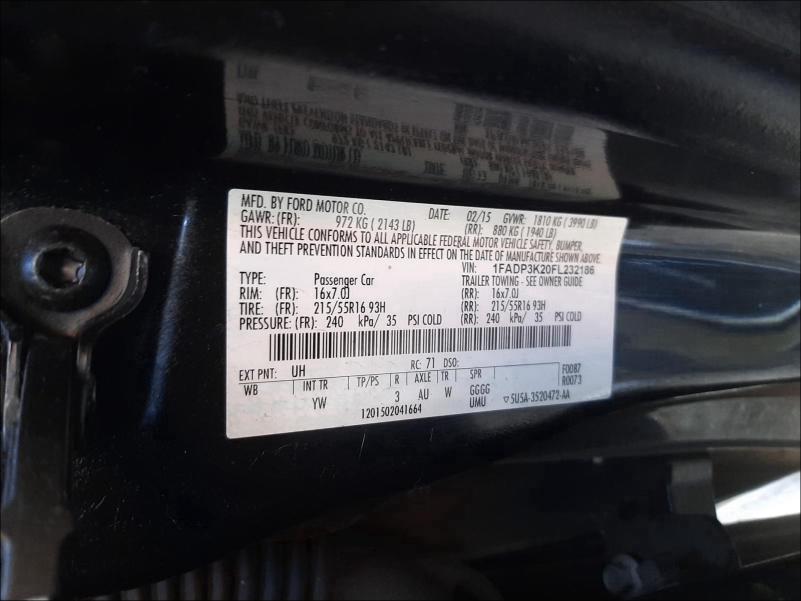 MFD. BY FORD MOTOR CO. DATE: 02/15 GVWR: 1810 KG ( 3990 LB)
GAWR: (FR): 972 KG ( 2143 LB) (RR): 880 KG ( 1940 LB)
THIS VEHICLE CONFORMS TO ALL APPLICABLE FEDERAL MOTOR VEHICLE SAFETY, BUMPER,
AND THEFT PREVENTION STANDARDS IN EFFECT ON THE DATE OF MANUFACTURE SHOWN ABOVE.
VIN: 1FADP3K20FL232186
TYPE: Passenger Car TRAILER TOWING - SEE OWNER GUIDE
RIM: (FR): 16x7.0J (RR): 16x7.0J
TIRE: (FR): 215/55R16 93H (RR): 215/55R16 93H
PRESSURE: (FR): 240 kPa/ 35 PSI COLD (RR): 240 kPa/ 35 PSI COLD
EXT PNT: UH RC: 71 DSO: F0087
WB INT TR TP/PS R AXLE TR SPR R0073
YW 3 AU W GGGG
UMU ▽ 5U5A-3520472-AA
1201502041664